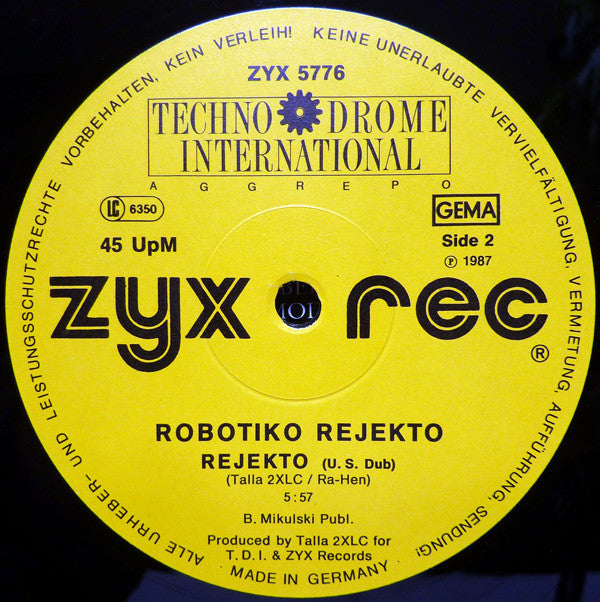 ALLE URHEBER- UND LEISTUNGSSCHUTZRECHTE VORBEHALTEN, KEIN VERLEIH! KEINE UNERLAUBTE VERVIELFÄLTIGUNG, VERMIETUNG, AUFFÜHRUNG, SENDUNG!
ZYX 5776
TECHNO DROME
INTERNATIONAL
AGGREPO
LC 6350
GEMA
45 UpM
Side 2
℗ 1987
zyx rec ®
101
ROBOTIKO REJEKTO
REJEKTO (U. S. Dub)
(Talla 2XLC / Ra-Hen)
5:57
B. Mikulski Publ.
Produced by Talla 2XLC for
T. D. I. & ZYX Records
MADE IN GERMANY